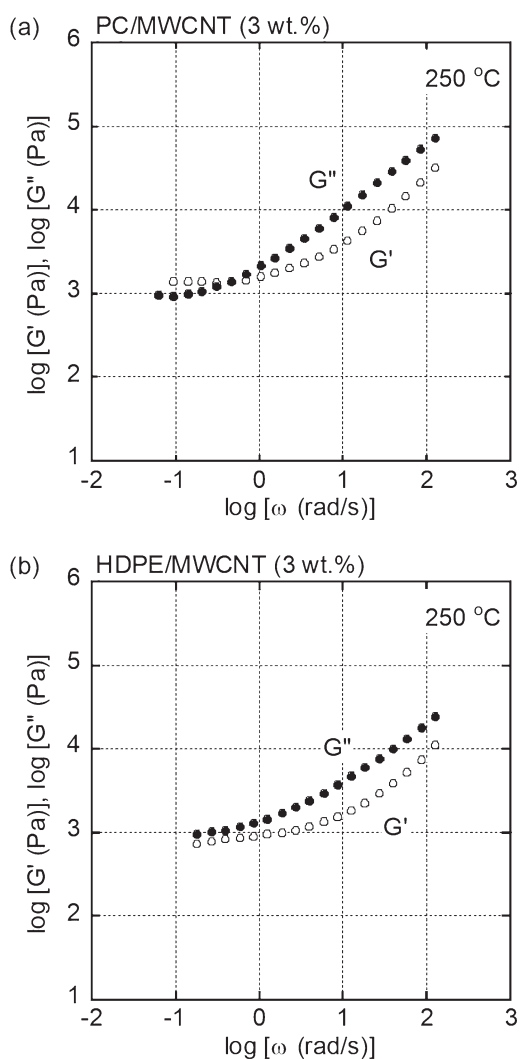 (a) PC/MWCNT (3 wt.%)
6
250 °C
5
G"
4
G'
3
2
1
log [G' (Pa)], log [G" (Pa)]
-2 -1 0 1 2 3
log [ω (rad/s)]
(b) HDPE/MWCNT (3 wt.%)
6
250 °C
5
G"
4
G'
3
2
1
log [G' (Pa)], log [G" (Pa)]
-2 -1 0 1 2 3
log [ω (rad/s)]